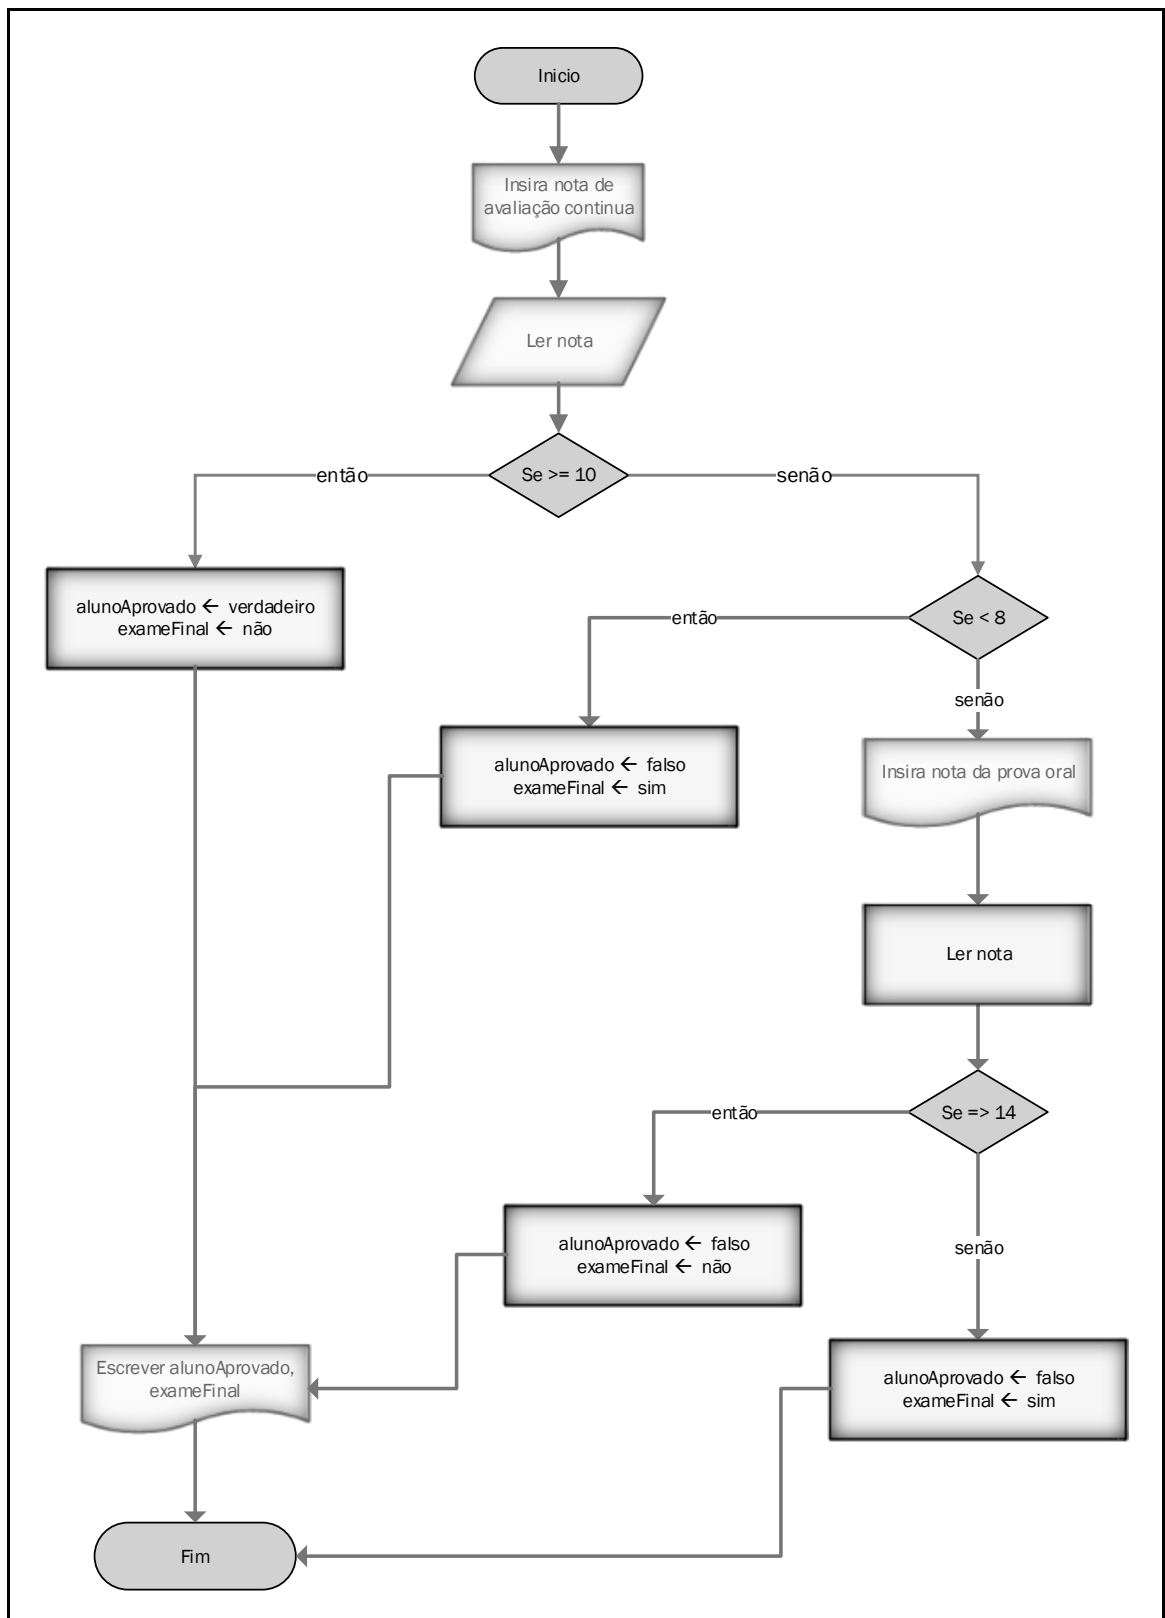 Inicio
Insira nota de
avaliação continua
Ler nota
Se >= 10
então
senão
alunoAprovado ← verdadeiro
exameFinal ← não
Se < 8
então
senão
alunoAprovado ← falso
exameFinal ← sim
Insira nota da prova oral
Ler nota
Se => 14
então
senão
alunoAprovado ← falso
exameFinal ← não
Escrever alunoAprovado,
exameFinal
alunoAprovado ← falso
exameFinal ← sim
Fim